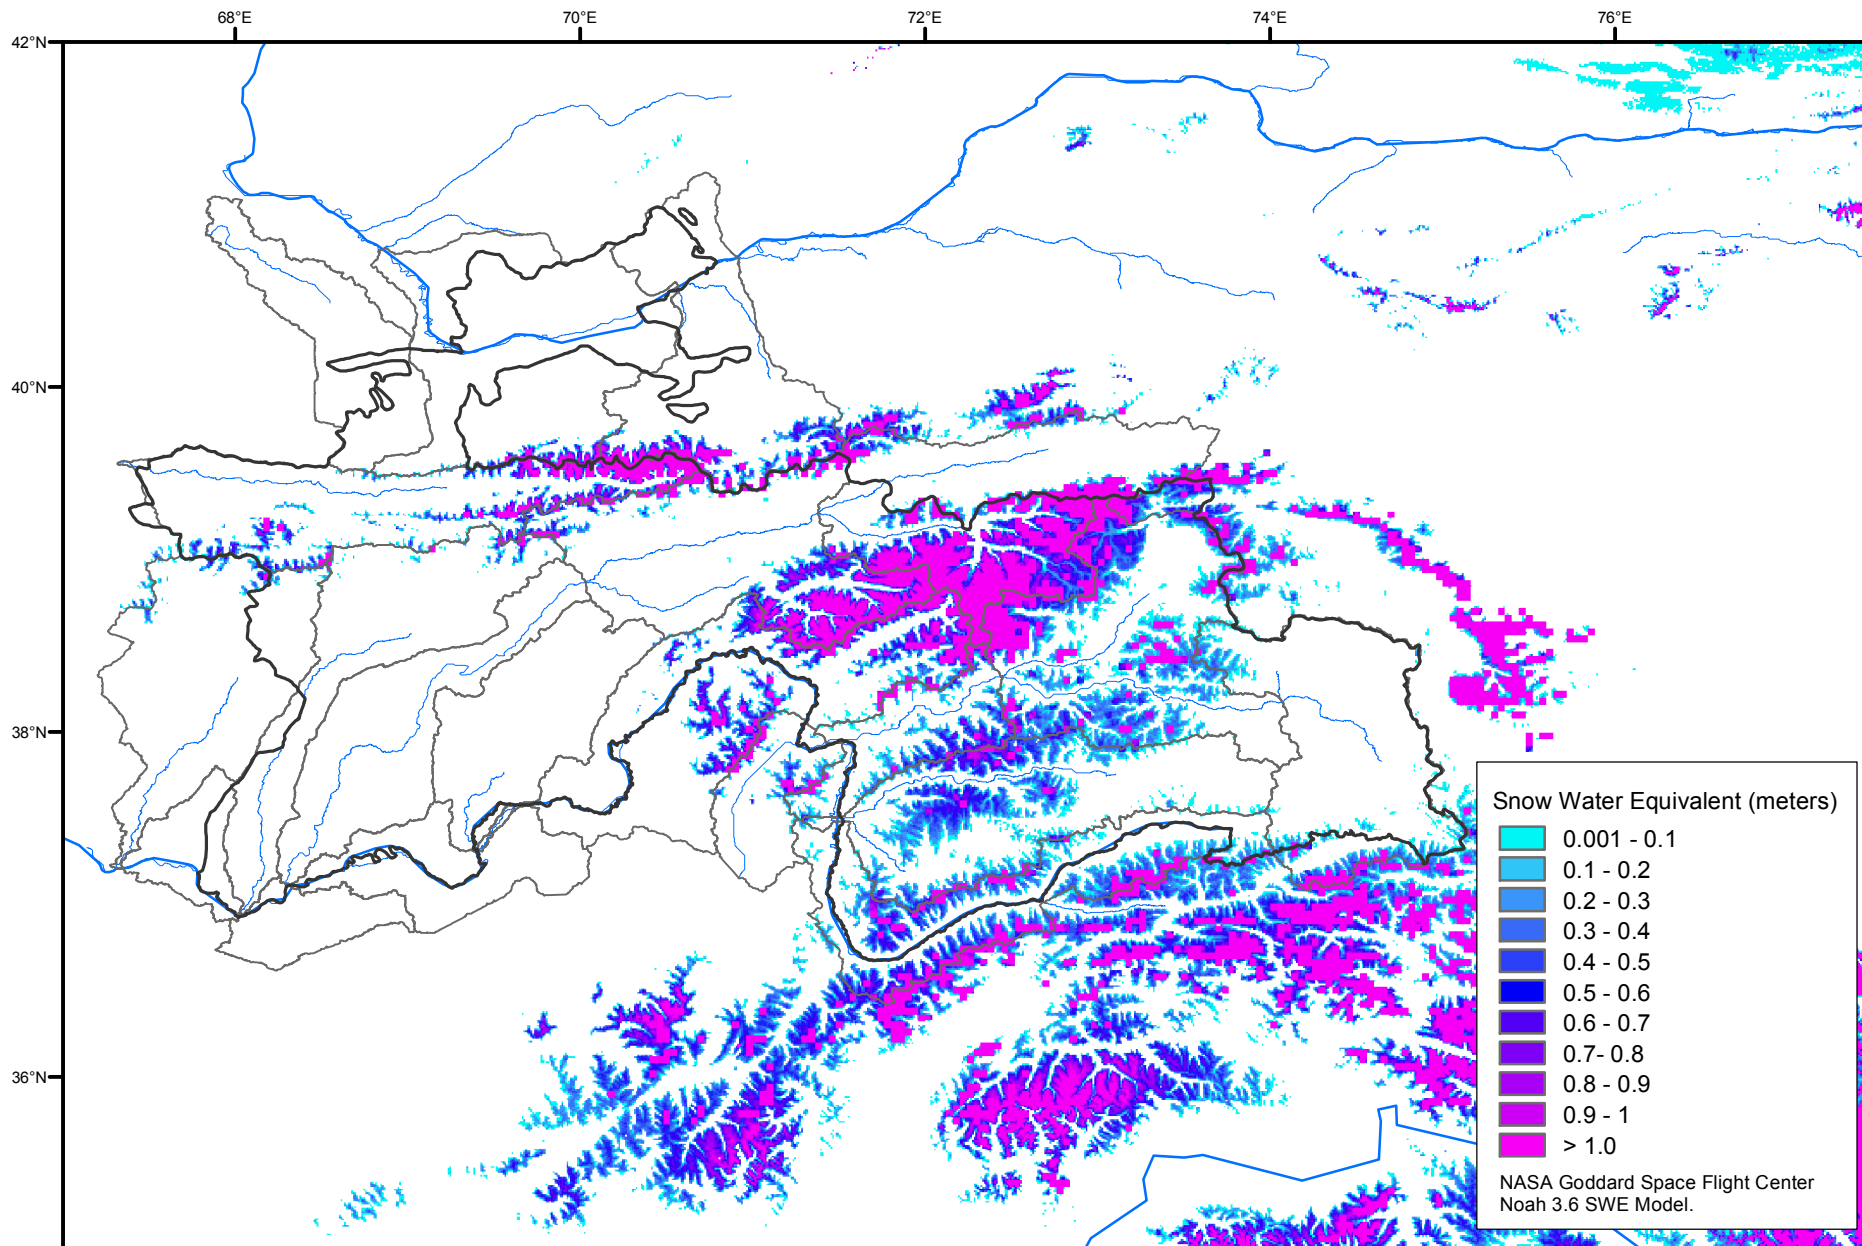 68°E 70°E 72°E 74°E 76°E
42°N
40°N
38°N
36°N
Snow Water Equivalent (meters)
0.001 - 0.1
0.1 - 0.2
0.2 - 0.3
0.3 - 0.4
0.4 - 0.5
0.5 - 0.6
0.6 - 0.7
0.7- 0.8
0.8 - 0.9
0.9 - 1
> 1.0
NASA Goddard Space Flight Center
Noah 3.6 SWE Model.